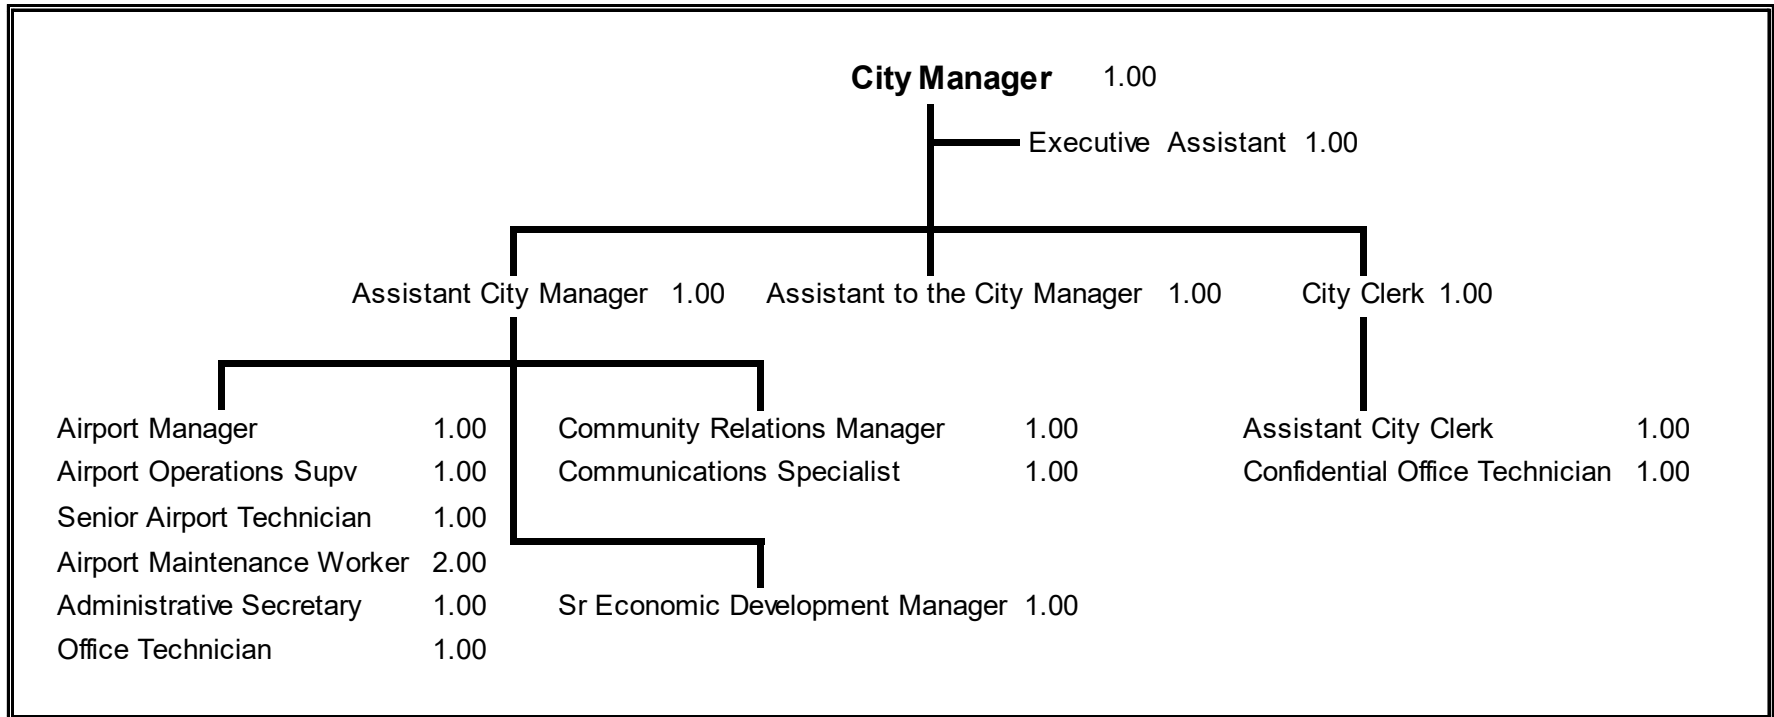 City Manager 1.00
Executive Assistant 1.00
Assistant City Manager 1.00 Assistant to the City Manager 1.00 City Clerk 1.00
Airport Manager 1.00 Community Relations Manager 1.00 Assistant City Clerk 1.00
Airport Operations Supv 1.00 Communications Specialist 1.00 Confidential Office Technician 1.00
Senior Airport Technician 1.00
Airport Maintenance Worker 2.00
Administrative Secretary 1.00 Sr Economic Development Manager 1.00
Office Technician 1.00